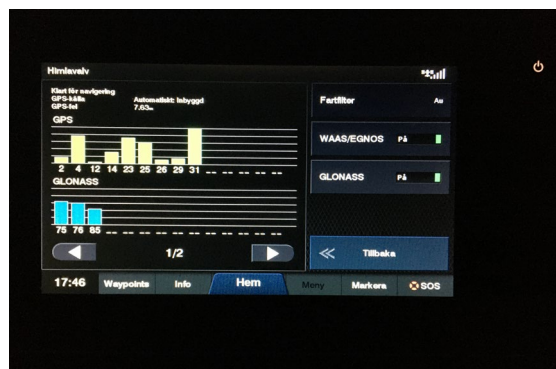 Himlavalv
Klart för navigering
GPS-källa Automatiskt: Inbyggd
GPS-fel 7.63m
GPS
2 4 12 14 23 25 26 29 31 -- -- -- -- -- --
GLONASS
75 76 85 -- -- -- -- -- -- -- -- -- -- -- --
1/2
Fartfilter Au
WAAS/EGNOS På
GLONASS På
Tillbaka
17:46 Waypoints Info Hem Meny Markera SOS